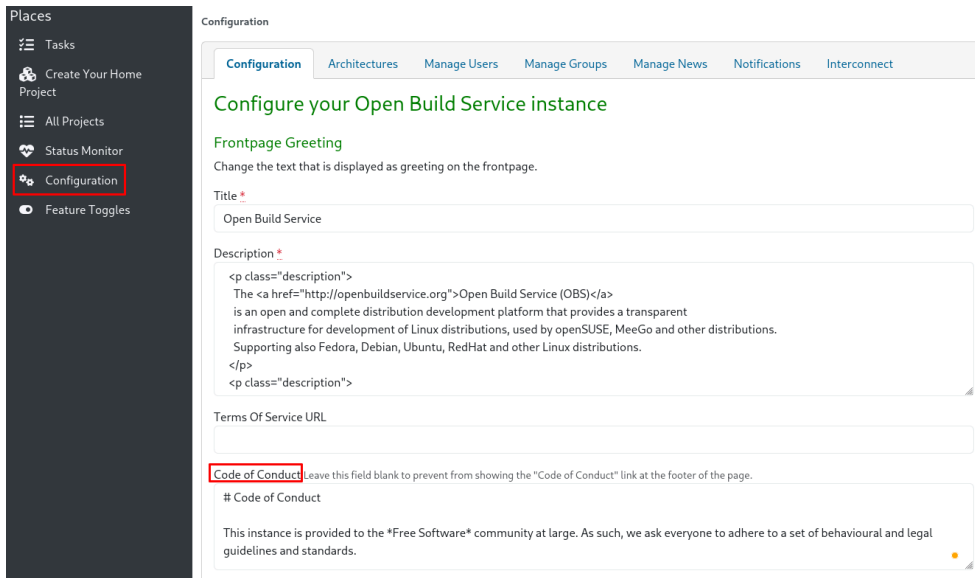 Places
Tasks
Create Your Home
Project
All Projects
Status Monitor
Configuration
Feature Toggles
Configuration
Configuration Architectures Manage Users Manage Groups Manage News Notifications Interconnect
Configure your Open Build Service instance
Frontpage Greeting
Change the text that is displayed as greeting on the frontpage.
Title *
Open Build Service
Description *
<p class="description">
The <a href="http://openbuildservice.org">Open Build Service (OBS)</a>
is an open and complete distribution development platform that provides a transparent
infrastructure for development of Linux distributions, used by openSUSE, MeeGo and other distributions.
Supporting also Fedora, Debian, Ubuntu, RedHat and other Linux distributions.
</p>
<p class="description">
Terms Of Service URL
Code of Conduct Leave this field blank to prevent from showing the "Code of Conduct" link at the footer of the page.
# Code of Conduct
This instance is provided to the *Free Software* community at large. As such, we ask everyone to adhere to a set of behavioural and legal
guidelines and standards.